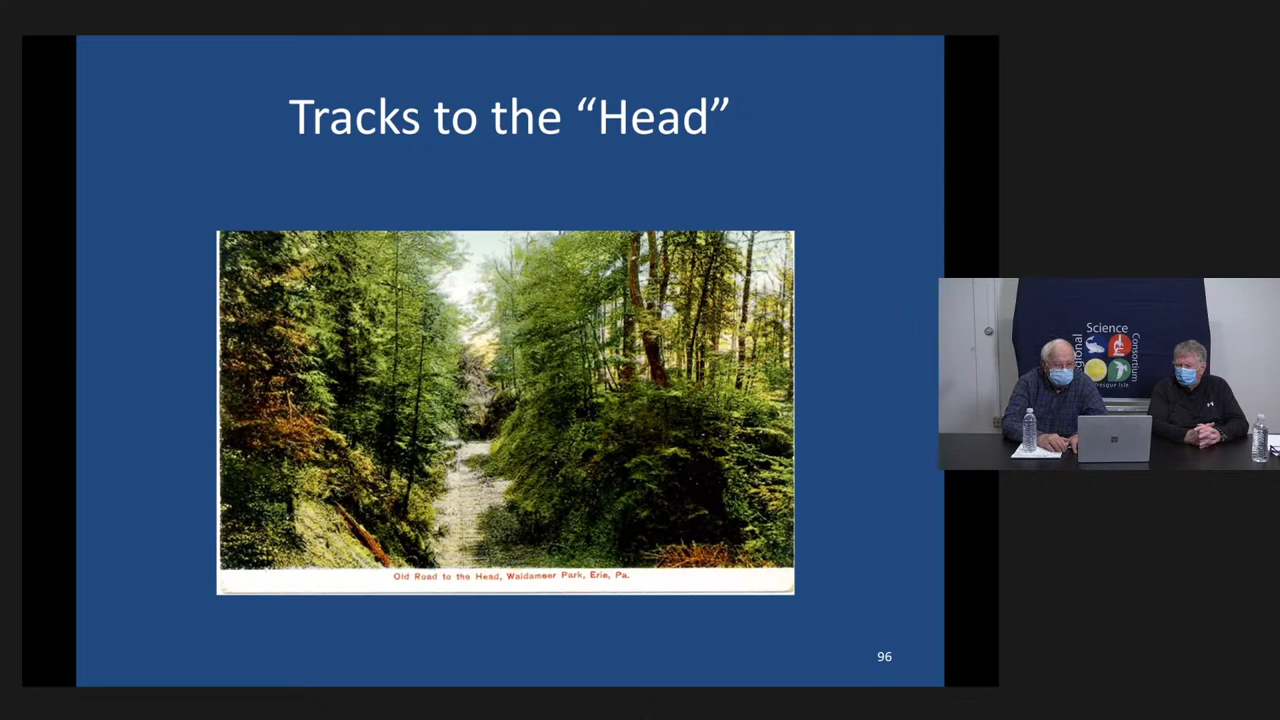 Tracks to the “Head”
Old Road to the Head, Waldameer Park, Erie, Pa.
96
Science
Consortium